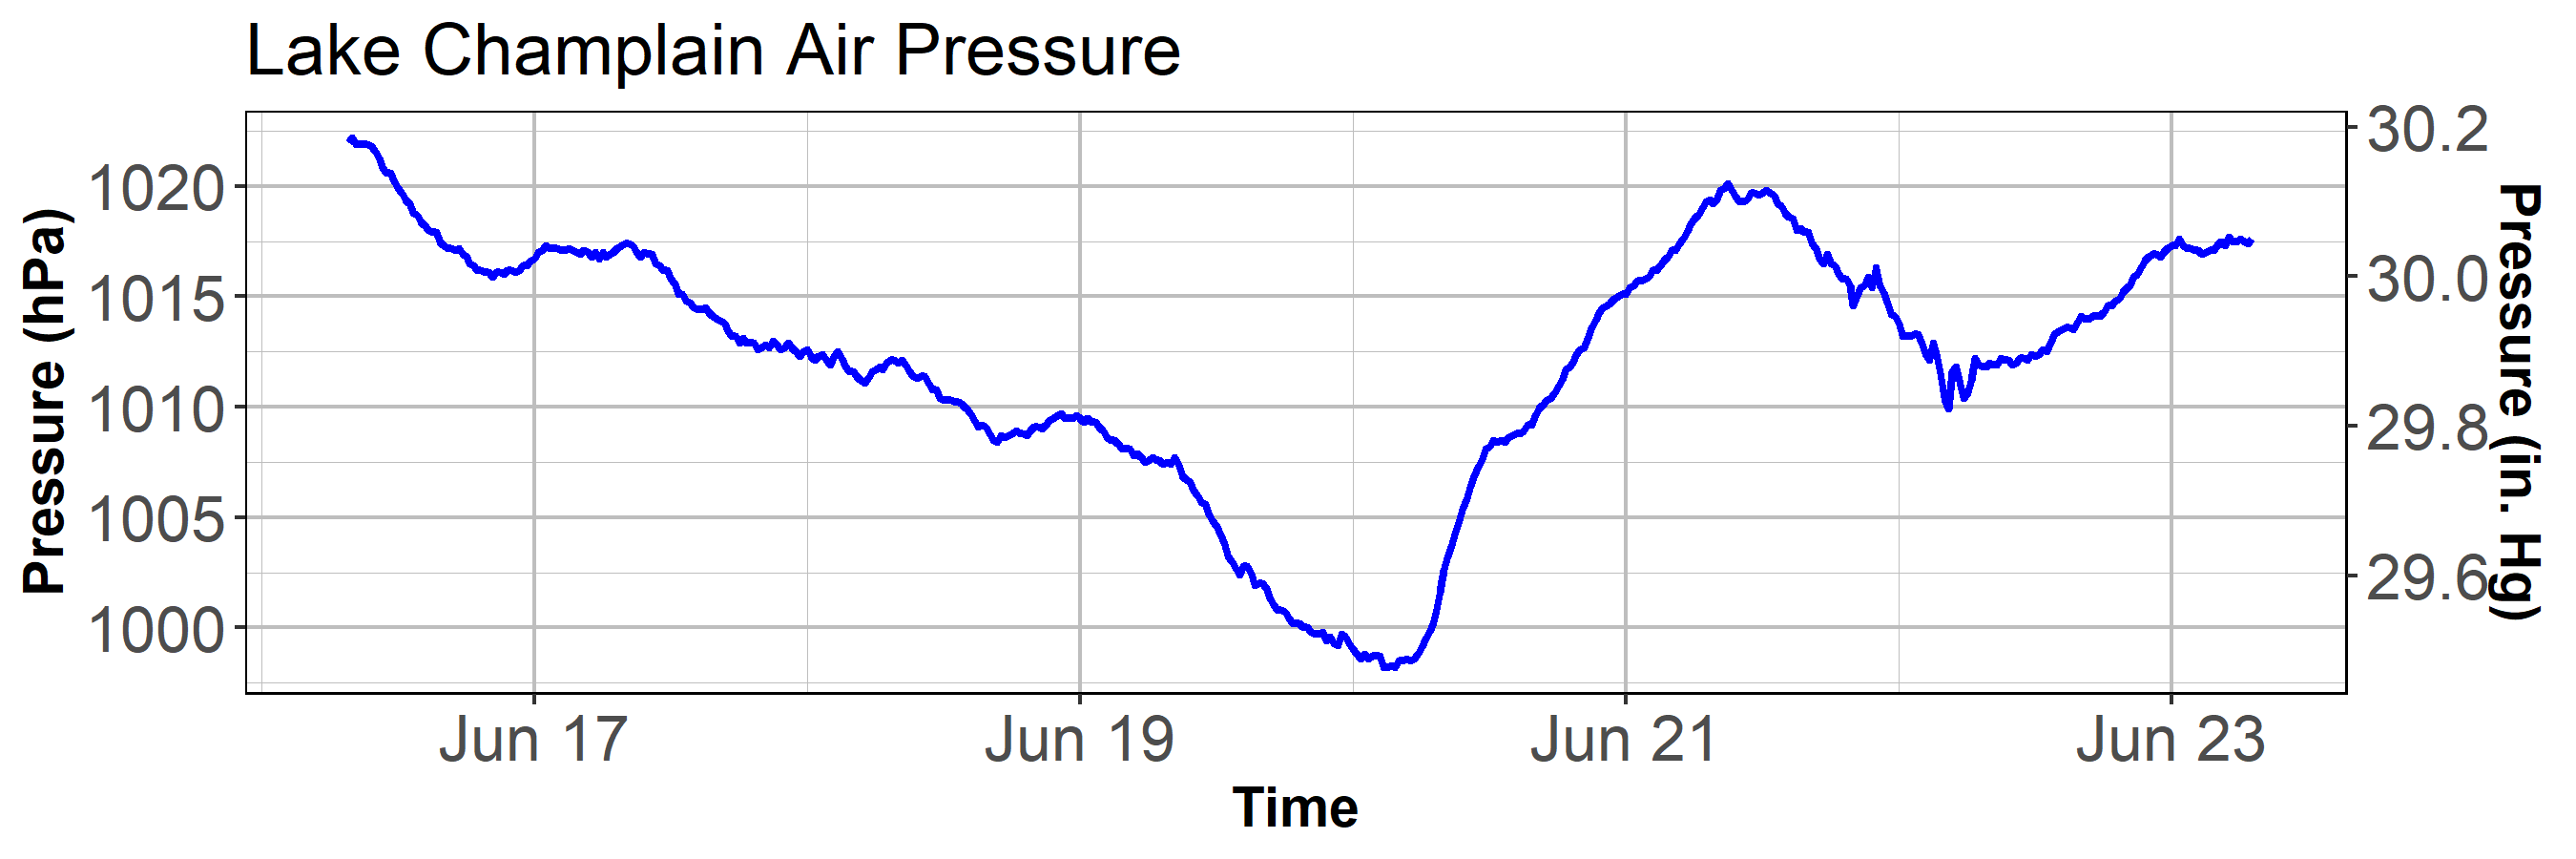 Lake Champlain Air Pressure
Pressure (hPa)
1020
1015
1010
1005
1000
30.2
30.0
29.8
29.6
Pressure (in. Hg)
Jun 17
Jun 19
Jun 21
Jun 23
Time